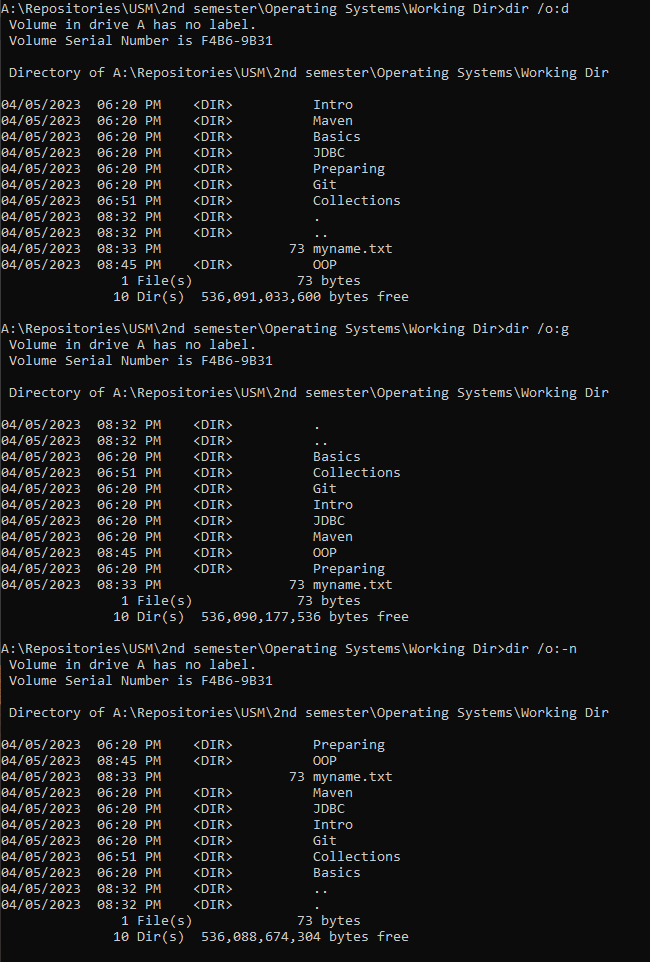 A:\Repositories\USM\2nd semester\Operating Systems\Working Dir>dir /o:d
 Volume in drive A has no label.
 Volume Serial Number is F4B6-9B31

 Directory of A:\Repositories\USM\2nd semester\Operating Systems\Working Dir

04/05/2023  06:20 PM    <DIR>          Intro
04/05/2023  06:20 PM    <DIR>          Maven
04/05/2023  06:20 PM    <DIR>          Basics
04/05/2023  06:20 PM    <DIR>          JDBC
04/05/2023  06:20 PM    <DIR>          Preparing
04/05/2023  06:20 PM    <DIR>          Git
04/05/2023  06:51 PM    <DIR>          Collections
04/05/2023  08:32 PM    <DIR>          .
04/05/2023  08:32 PM    <DIR>          ..
04/05/2023  08:33 PM                73 myname.txt
04/05/2023  08:45 PM    <DIR>          OOP
               1 File(s)             73 bytes
              10 Dir(s)  536,091,033,600 bytes free

A:\Repositories\USM\2nd semester\Operating Systems\Working Dir>dir /o:g
 Volume in drive A has no label.
 Volume Serial Number is F4B6-9B31

 Directory of A:\Repositories\USM\2nd semester\Operating Systems\Working Dir

04/05/2023  08:32 PM    <DIR>          .
04/05/2023  08:32 PM    <DIR>          ..
04/05/2023  06:20 PM    <DIR>          Basics
04/05/2023  06:51 PM    <DIR>          Collections
04/05/2023  06:20 PM    <DIR>          Git
04/05/2023  06:20 PM    <DIR>          Intro
04/05/2023  06:20 PM    <DIR>          JDBC
04/05/2023  06:20 PM    <DIR>          Maven
04/05/2023  08:45 PM    <DIR>          OOP
04/05/2023  06:20 PM    <DIR>          Preparing
04/05/2023  08:33 PM                73 myname.txt
               1 File(s)             73 bytes
              10 Dir(s)  536,090,177,536 bytes free

A:\Repositories\USM\2nd semester\Operating Systems\Working Dir>dir /o:-n
 Volume in drive A has no label.
 Volume Serial Number is F4B6-9B31

 Directory of A:\Repositories\USM\2nd semester\Operating Systems\Working Dir

04/05/2023  06:20 PM    <DIR>          Preparing
04/05/2023  08:45 PM    <DIR>          OOP
04/05/2023  08:33 PM                73 myname.txt
04/05/2023  06:20 PM    <DIR>          Maven
04/05/2023  06:20 PM    <DIR>          JDBC
04/05/2023  06:20 PM    <DIR>          Intro
04/05/2023  06:20 PM    <DIR>          Git
04/05/2023  06:51 PM    <DIR>          Collections
04/05/2023  06:20 PM    <DIR>          Basics
04/05/2023  08:32 PM    <DIR>          ..
04/05/2023  08:32 PM    <DIR>          .
               1 File(s)             73 bytes
              10 Dir(s)  536,088,674,304 bytes free